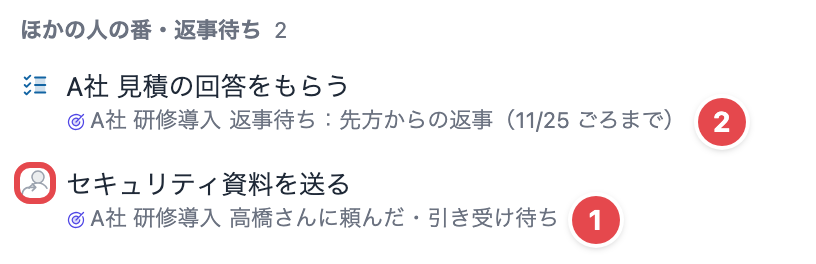 ほかの人の番・返事待ち 2
A社 見積の回答をもらう
A社 研修導入 返事待ち：先方からの返事（11/25 ごろまで） 2
セキュリティ資料を送る
A社 研修導入 高橋さんに頼んだ・引き受け待ち 1